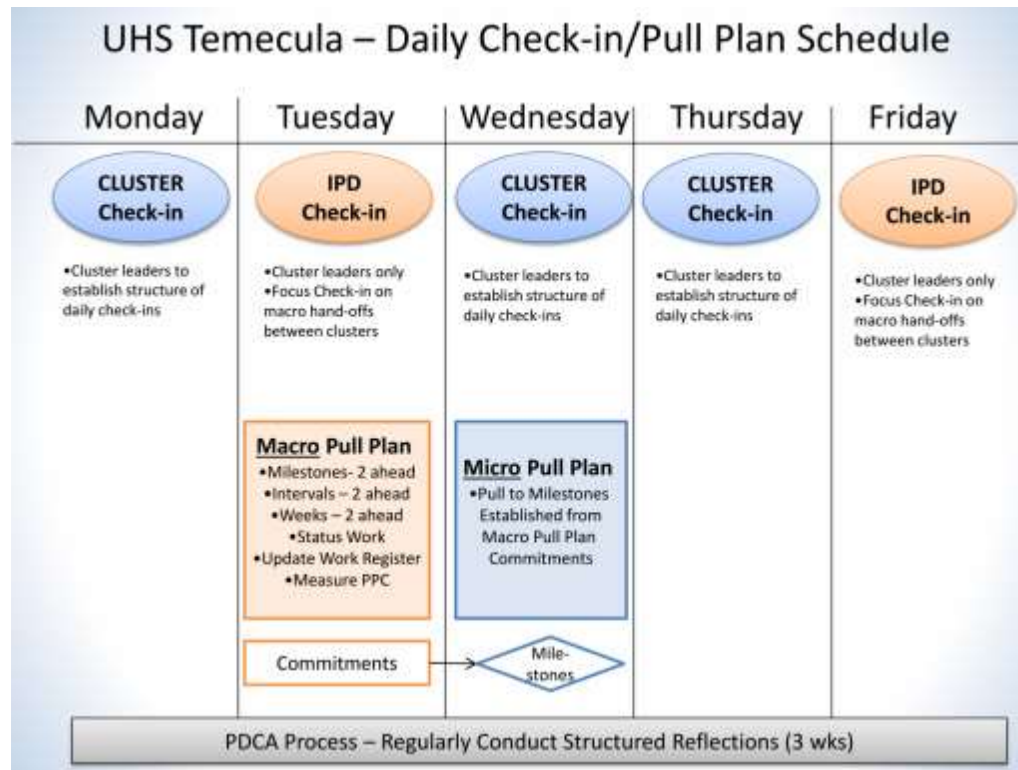 UHS Temecula – Daily Check-in/Pull Plan Schedule
Monday
Tuesday
Wednesday
Thursday
Friday
CLUSTER
Check-in
IPD
Check-in
CLUSTER
Check-in
CLUSTER
Check-in
IPD
Check-in
•Cluster leaders to
establish structure of
daily check-ins
•Cluster leaders only
•Focus Check-in on
macro hand-offs
between clusters
•Cluster leaders to
establish structure of
daily check-ins
•Cluster leaders to
establish structure of
daily check-ins
•Cluster leaders only
•Focus Check-in on
macro hand-offs
between clusters
Macro Pull Plan
•Milestones- 2 ahead
•Intervals – 2 ahead
•Weeks – 2 ahead
•Status Work
•Update Work Register
•Measure PPC
Micro Pull Plan
•Pull to Milestones
Established from
Macro Pull Plan
Commitments
Commitments
Mile-
stones
PDCA Process – Regularly Conduct Structured Reflections (3 wks)